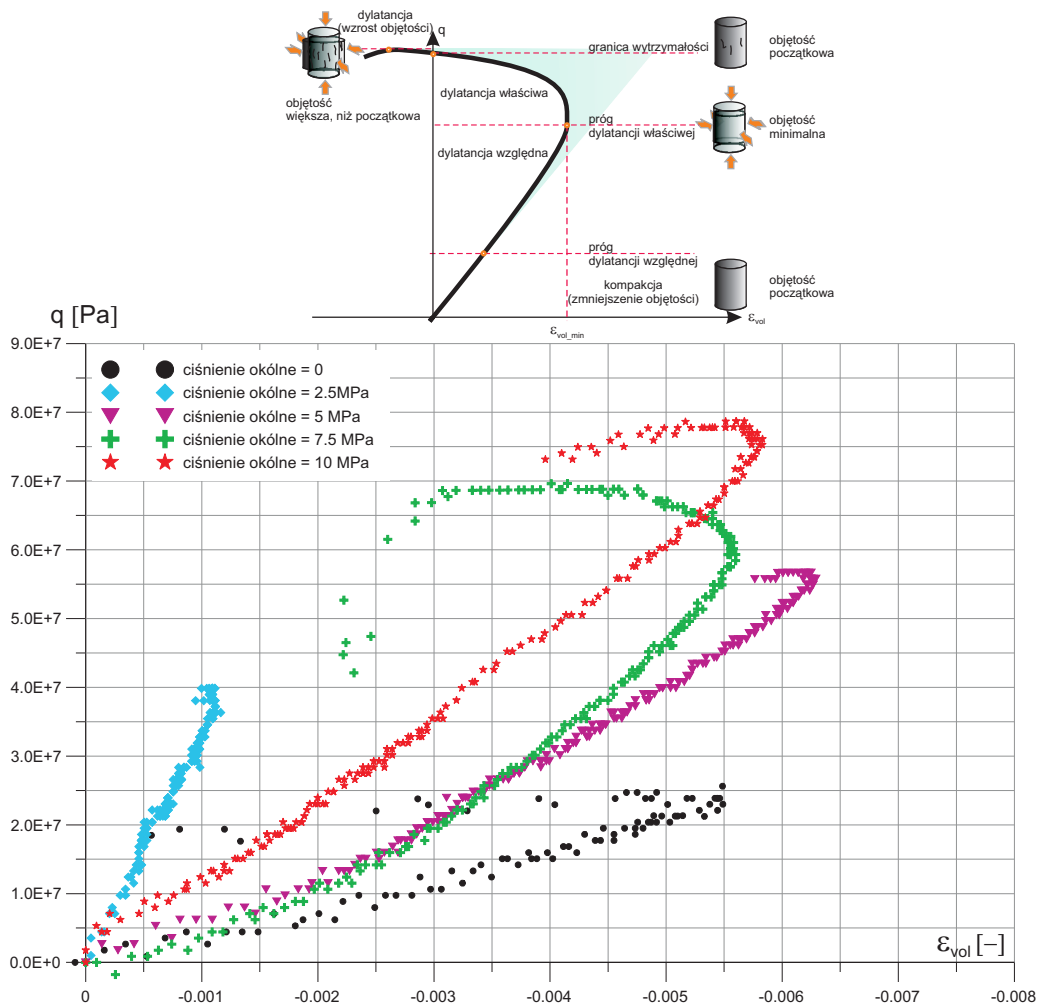 dylatancja
(wzrost objętości)
q
granica wytrzymałości
objętość
początkowa
objętość
większa, niż początkowa
dylatancja właściwa
próg
dylatancji właściwej
objętość
minimalna
dylatancja względna
próg
dylatancji względnej
kompakcja
(zmniejszenie objętości)
objętość
początkowa
εvol_min
εvol
q [Pa]
9.0E+7
8.0E+7
7.0E+7
6.0E+7
5.0E+7
4.0E+7
3.0E+7
2.0E+7
1.0E+7
0.0E+0
ciśnienie okólne = 0
ciśnienie okólne = 2.5MPa
ciśnienie okólne = 5 MPa
ciśnienie okólne = 7.5 MPa
ciśnienie okólne = 10 MPa
εvol [–]
0 -0.001 -0.002 -0.003 -0.004 -0.005 -0.006 -0.007 -0.008